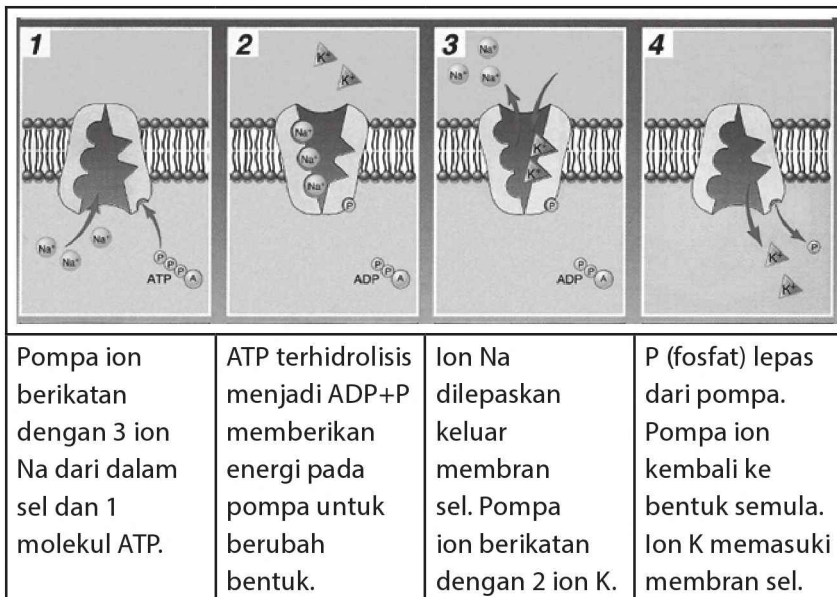 1
Na⁺
Na⁺
Na⁺
P
P
P
A
ATP
2
K⁺
K⁺
Na⁺
Na⁺
Na⁺
P
P
P
A
ADP
3
Na⁺
Na⁺
Na⁺
K⁺
K⁺
P
P
P
A
ADP
4
K⁺
K⁺
P
Pompa ion
berikatan
dengan 3 ion
Na dari dalam
sel dan 1
molekul ATP.
ATP terhidrolisis
menjadi ADP+P
memberikan
energi pada
pompa untuk
berubah
bentuk.
Ion Na
dilepaskan
keluar
membran
sel. Pompa
ion berikatan
dengan 2 ion K.
P (fosfat) lepas
dari pompa.
Pompa ion
kembali ke
bentuk semula.
Ion K memasuki
membran sel.